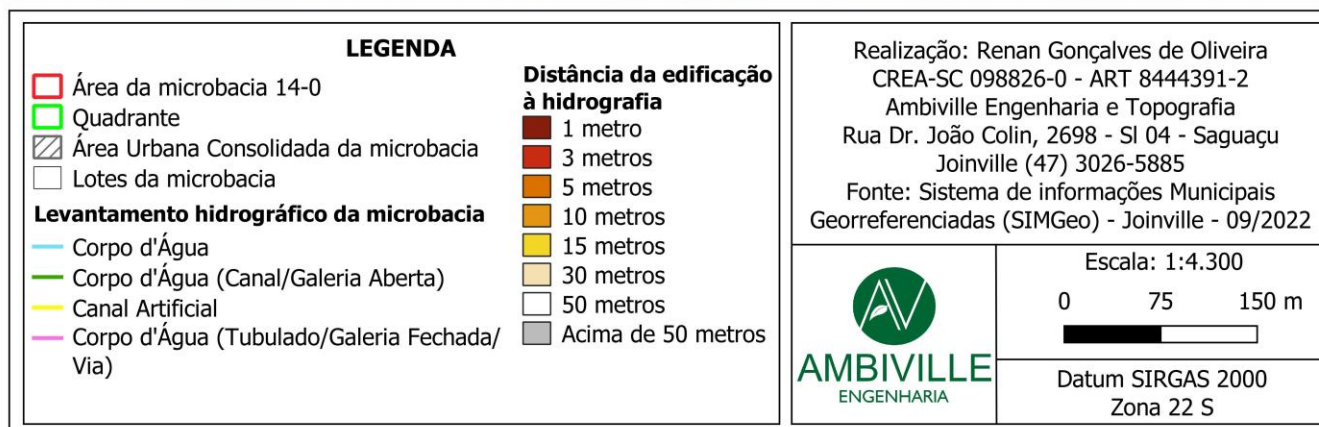 LEGENDA
Área da microbacia 14-0
Quadrante
Área Urbana Consolidada da microbacia
Lotes da microbacia
Levantamento hidrográfico da microbacia
Corpo d'Água
Corpo d'Água (Canal/Galeria Aberta)
Canal Artificial
Corpo d'Água (Tubulado/Galeria Fechada/
Via)
Distância da edificação
à hidrografia
1 metro
3 metros
5 metros
10 metros
15 metros
30 metros
50 metros
Acima de 50 metros
Realização: Renan Gonçalves de Oliveira
CREA-SC 098826-0 - ART 8444391-2
Ambiville Engenharia e Topografia
Rua Dr. João Colin, 2698 - Sl 04 - Saguaçu
Joinville (47) 3026-5885
Fonte: Sistema de informações Municipais
Georreferenciadas (SIMGeo) - Joinville - 09/2022
AMBIVILLE
ENGENHARIA
Escala: 1:4.300
0 75 150 m
Datum SIRGAS 2000
Zona 22 S